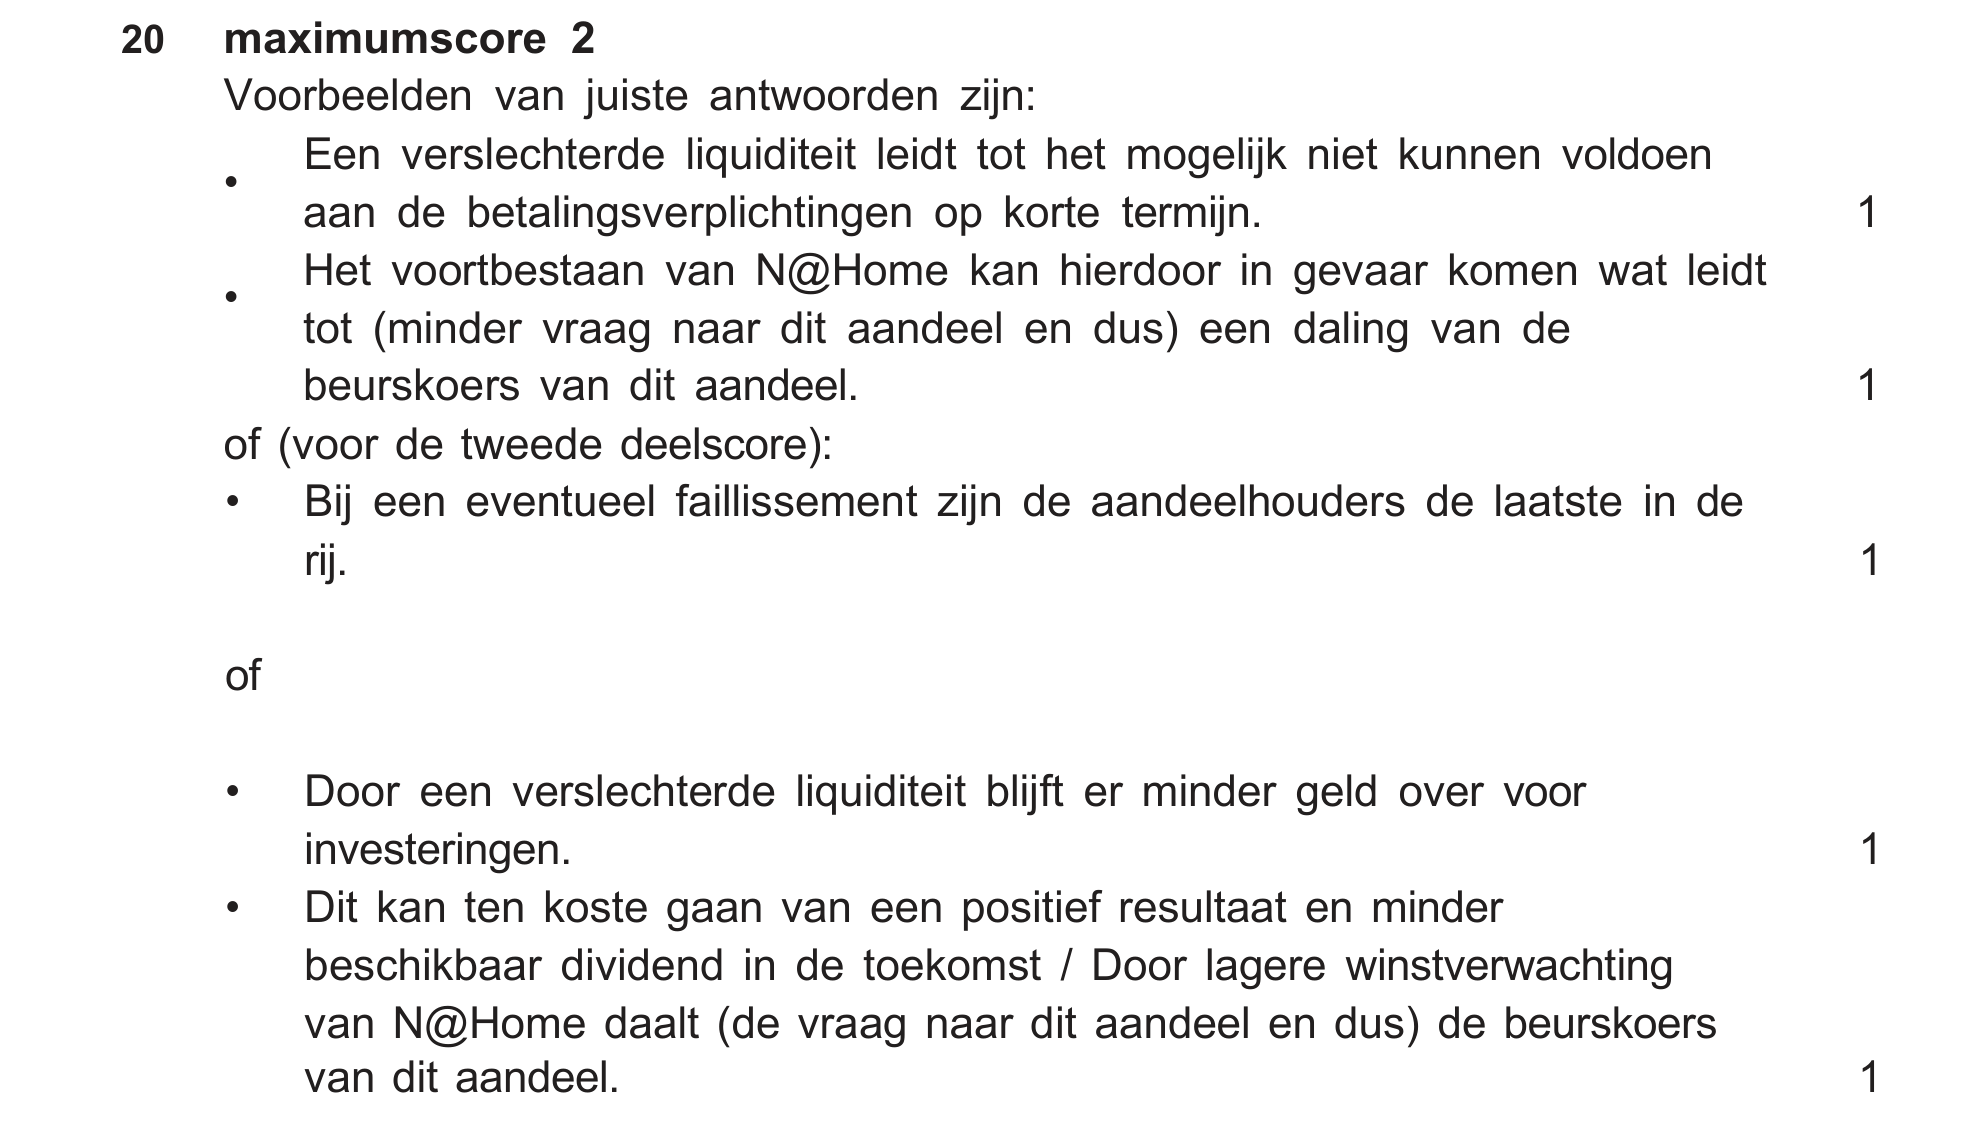 20 maximumscore 2
Voorbeelden van juiste antwoorden zijn:
• Een verslechterde liquiditeit leidt tot het mogelijk niet kunnen voldoen
aan de betalingsverplichtingen op korte termijn. 1
• Het voortbestaan van N@Home kan hierdoor in gevaar komen wat leidt
tot (minder vraag naar dit aandeel en dus) een daling van de
beurskoers van dit aandeel. 1
of (voor de tweede deelscore):
• Bij een eventueel faillissement zijn de aandeelhouders de laatste in de
rij. 1
of
• Door een verslechterde liquiditeit blijft er minder geld over voor
investeringen. 1
• Dit kan ten koste gaan van een positief resultaat en minder
beschikbaar dividend in de toekomst / Door lagere winstverwachting
van N@Home daalt (de vraag naar dit aandeel en dus) de beurskoers
van dit aandeel. 1